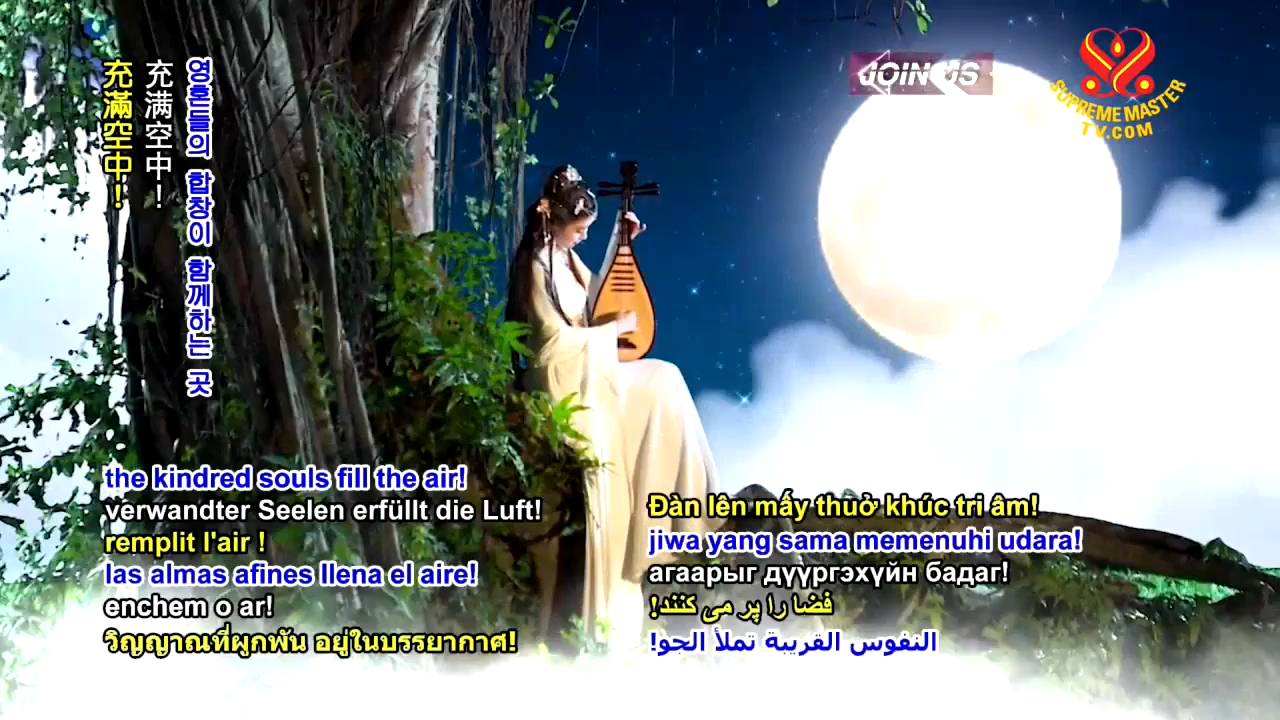 充滿空中！
充满空中！
영혼들의 합창이 함께하는 곳
JOIN US
SUPREME MASTER
TV.COM
the kindred souls fill the air!
verwandter Seelen erfüllt die Luft!
remplit l'air !
las almas afines llena el aire!
enchem o ar!
วิญญาณที่ผูกพัน อยู่ในบรรยากาศ!
Đàn lên mấy thuở khúc tri âm!
jiwa yang sama memenuhi udara!
агаарыг дүүргэхүйн бадаг!
فضا را پر می کنند!
النفوس القريبة تملأ الجو!